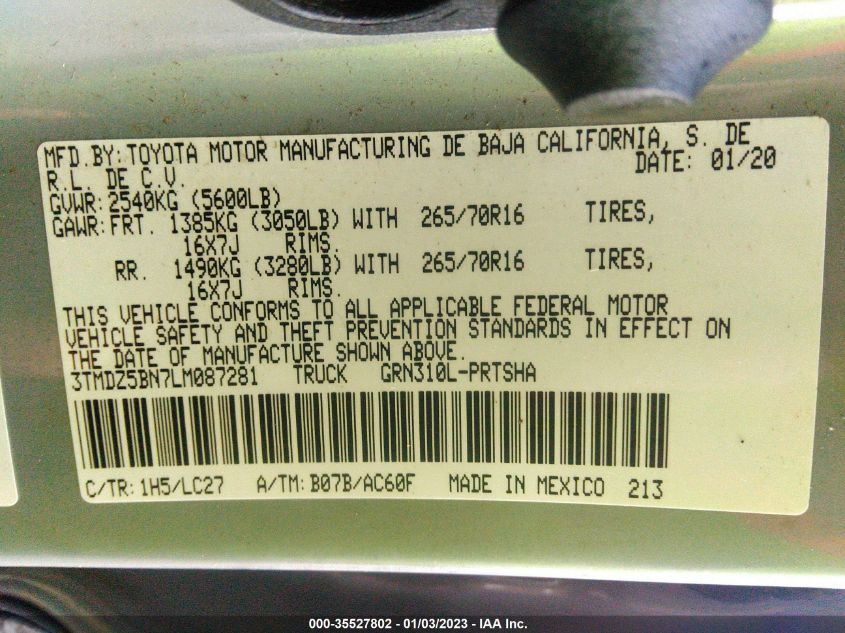 MFD.BY:TOYOTA MOTOR MANUFACTURING DE BAJA CALIFORNIA, S. DE
R.L. DE C.V. DATE: 01/20
GVWR:2540KG (5600LB)
GAWR:FRT. 1385KG (3050LB) WITH 265/70R16 TIRES,
16X7J RIMS.
RR. 1490KG (3280LB) WITH 265/70R16 TIRES,
16X7J RIMS.
THIS VEHICLE CONFORMS TO ALL APPLICABLE FEDERAL MOTOR
VEHICLE SAFETY AND THEFT PREVENTION STANDARDS IN EFFECT ON
THE DATE OF MANUFACTURE SHOWN ABOVE.
3TMDZ5BN7LM087281 TRUCK GRN310L-PRTSHA
C/TR:1H5/LC27 A/TM:B07B/AC60F MADE IN MEXICO 213
000-35527802 - 01/03/2023 - IAA Inc.